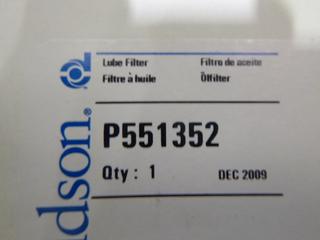 Lube Filter Filtro de aceite
Filtre à huile Ölfilter
P551352
Qty : 1 DEC 2009
dson®